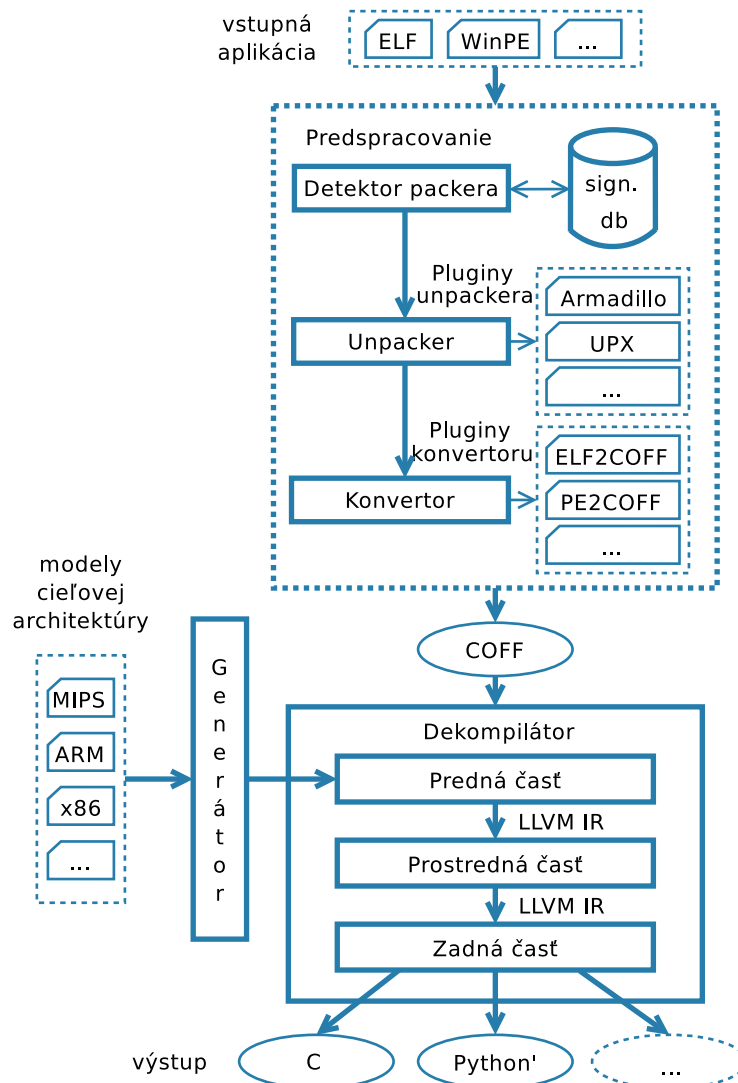 vstupná
aplikácia
ELF
WinPE
...
Predspracovanie
Detektor packera
sign.
db
Pluginy
unpackera
Armadillo
UPX
...
Unpacker
Pluginy
konvertoru
ELF2COFF
PE2COFF
...
Konvertor
modely
cieľovej
architektúry
MIPS
ARM
x86
...
Generátor
COFF
Dekompilátor
Predná časť
LLVM IR
Prostredná časť
LLVM IR
Zadná časť
výstup
C
Python'
...